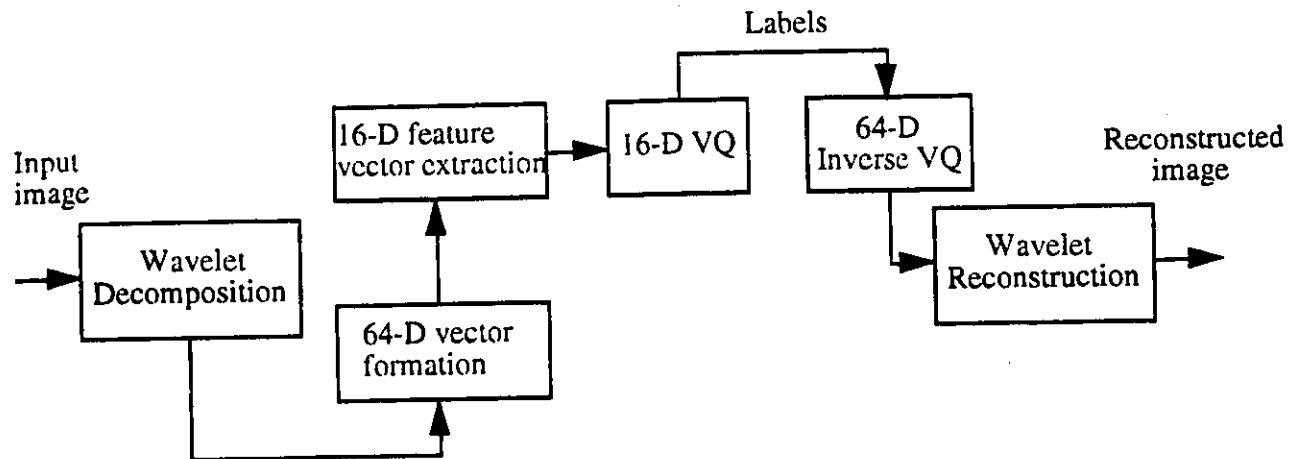 Input
image
Wavelet
Decomposition
64-D vector
formation
16-D feature
vector extraction
16-D VQ
Labels
64-D
Inverse VQ
Wavelet
Reconstruction
Reconstructed
image